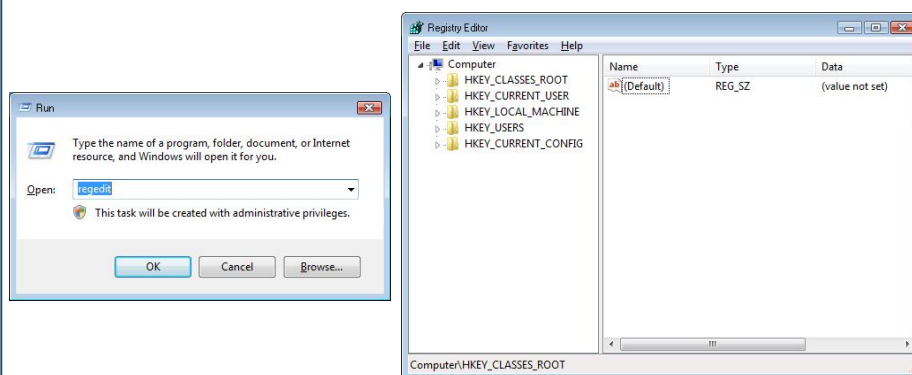 Run
Type the name of a program, folder, document, or Internet
resource, and Windows will open it for you.
Open: regedit
This task will be created with administrative privileges.
OK Cancel Browse...
Registry Editor
File Edit View Favorites Help
Computer
HKEY_CLASSES_ROOT
HKEY_CURRENT_USER
HKEY_LOCAL_MACHINE
HKEY_USERS
HKEY_CURRENT_CONFIG
Name Type Data
ab (Default) REG_SZ (value not set)
Computer\HKEY_CLASSES_ROOT